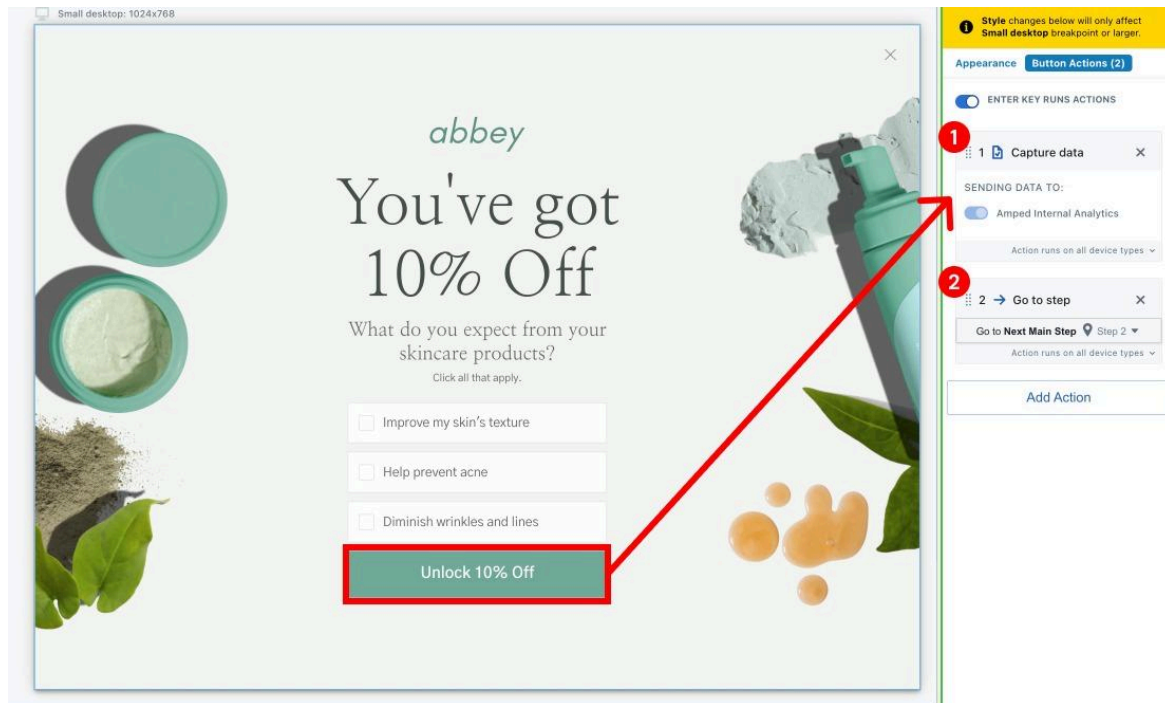 Small desktop: 1024x768
abbey
You've got
10% Off
What do you expect from your
skincare products?
Click all that apply.
Improve my skin's texture
Help prevent acne
Diminish wrinkles and lines
Unlock 10% Off
Style changes below will only affect
Small desktop breakpoint or larger.
Appearance Button Actions (2)
ENTER KEY RUNS ACTIONS
1
1 Capture data
SENDING DATA TO:
Amped Internal Analytics
Action runs on all device types
2
2 Go to step
Go to Next Main Step Step 2
Action runs on all device types
Add Action